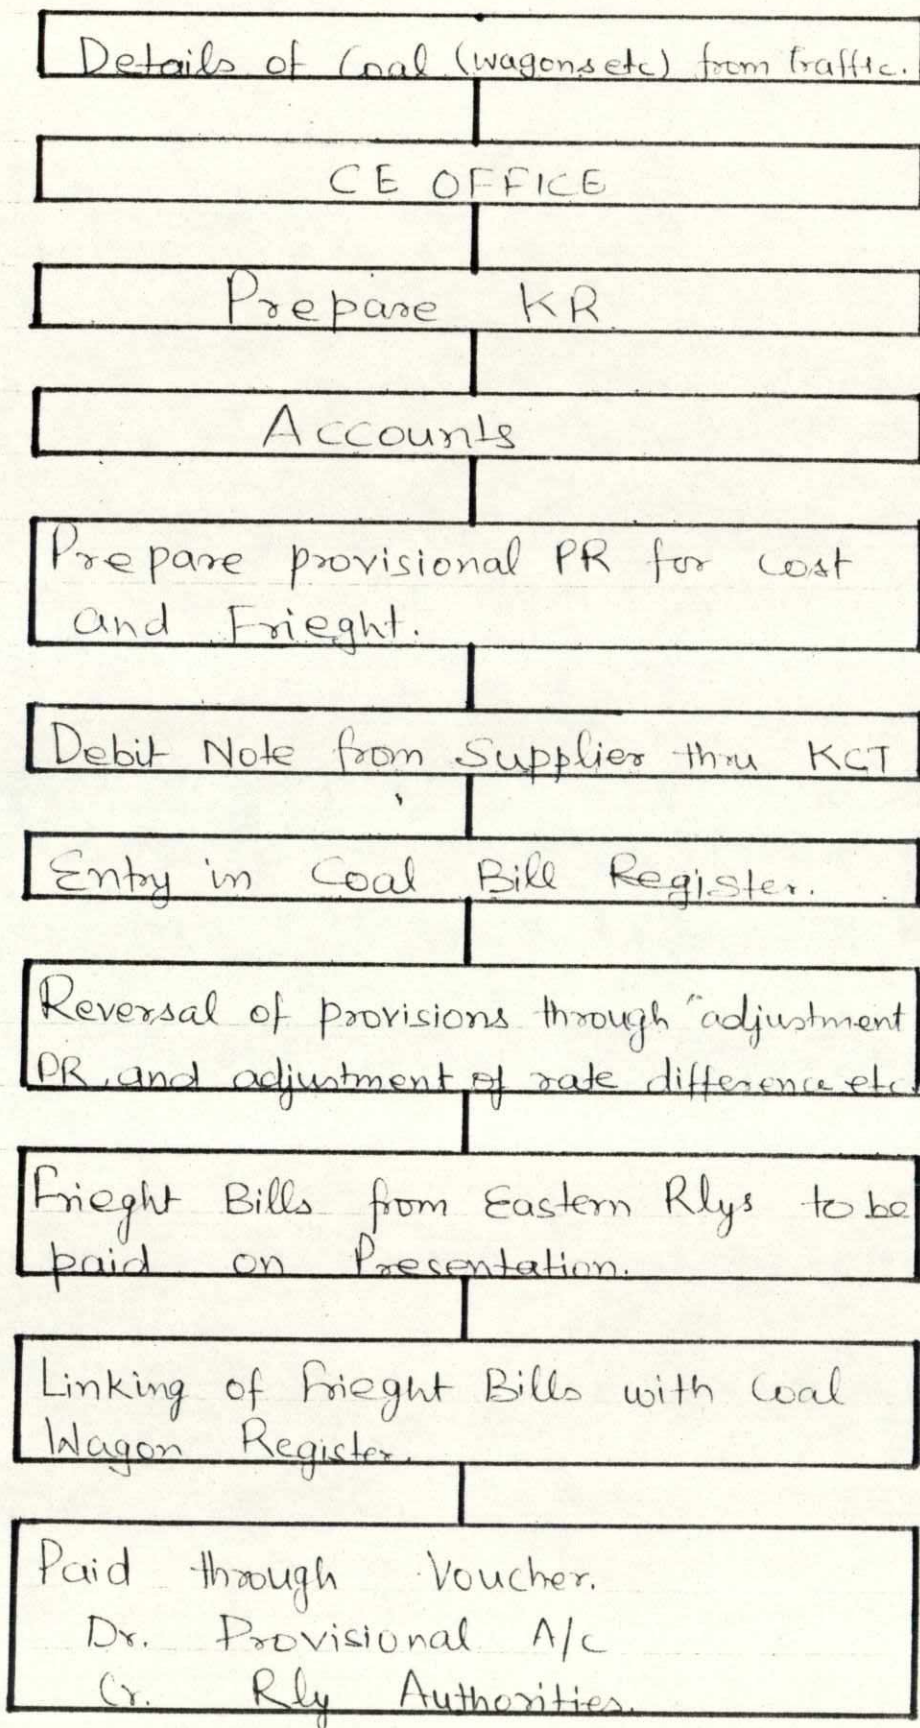 Details of Coal (wagons etc) from Traffic.
CE OFFICE
Prepare KR
Accounts
Prepare provisional PR for Cost
and Frieght.
Debit Note from Supplier thru KCT
Entry in Coal Bill Register.
Reversal of provisions through "adjustment
PR, and adjustment of rate difference etc.
Frieght Bills from Eastern Rlys to be
paid on Presentation.
Linking of Frieght Bills with Coal
Wagon Register.
Paid through Voucher.
Dr. Provisional A/c
Cr. Rly Authorities.